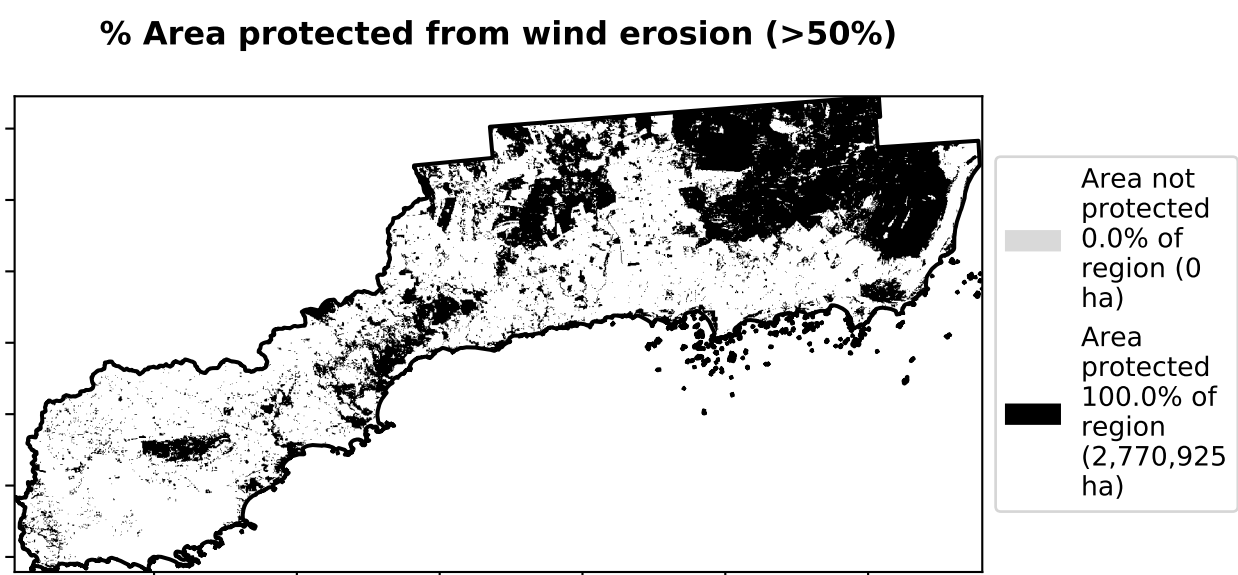 % Area protected from wind erosion (>50%)
Area not
protected
0.0% of
region (0
ha)
Area
protected
100.0% of
region
(2,770,925
ha)